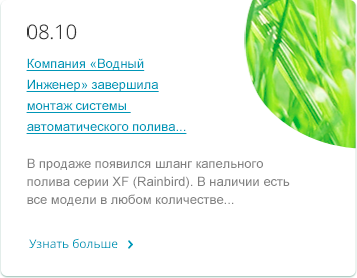 08.10
Компания «Водный
Инженер» завершила
монтаж системы
автоматического полива...
В продаже появился шланг капельного
полива серии XF (Rainbird). В наличии есть
все модели в любом количестве...
Узнать больше >